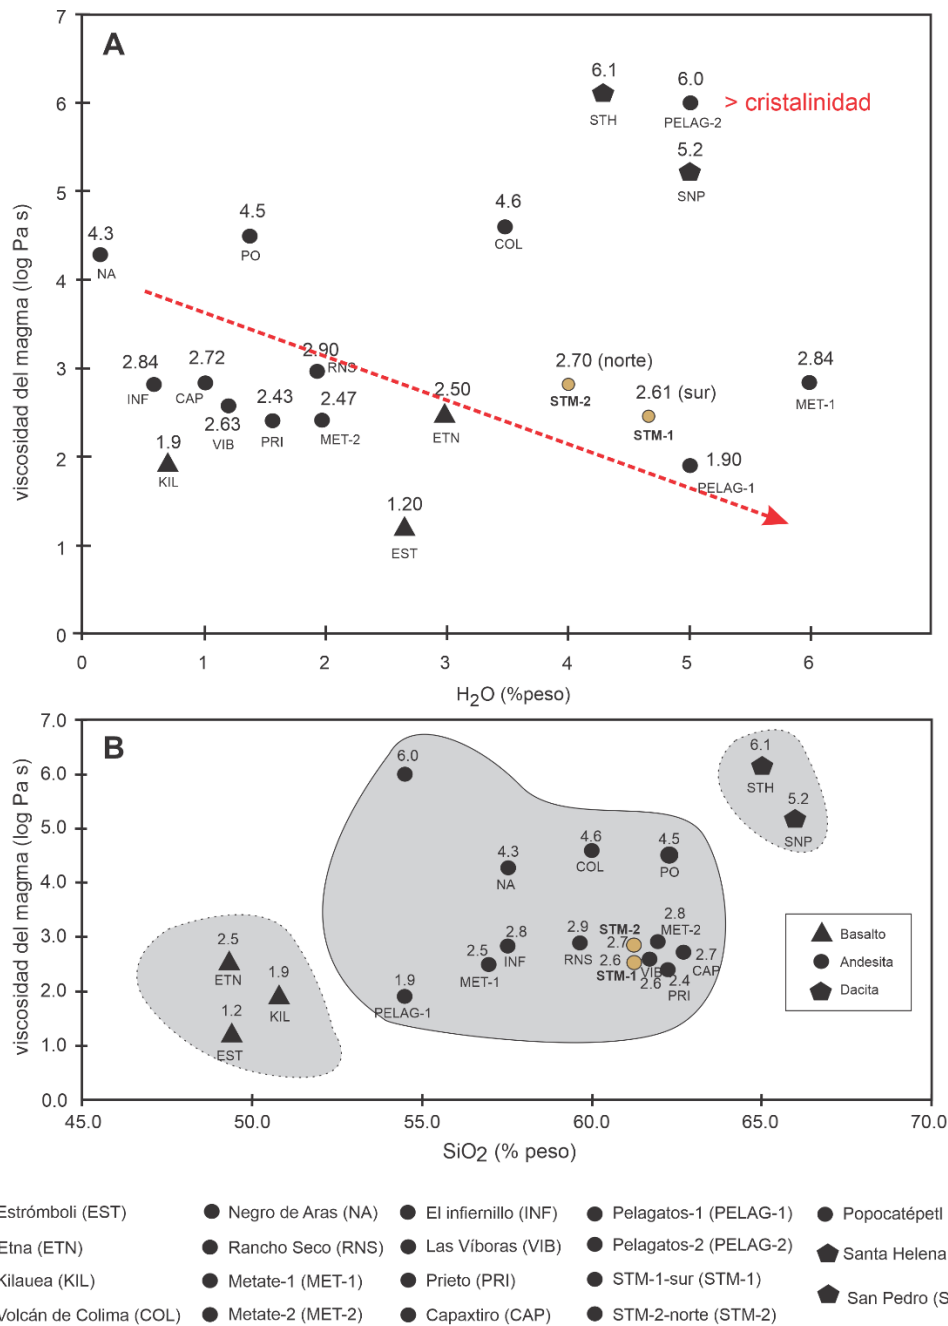 A
7
6
5
4
3
2
1
0
viscosidad del magma (log Pa s)
6.1
STH
6.0
PELAG-2
> cristalinidad
5.2
SNP
4.6
COL
4.5
PO
4.3
NA
2.84
INF
2.72
CAP
2.63
VIB
2.43
PRI
2.90
RNS
2.47
MET-2
2.50
ETN
2.70 (norte)
STM-2
2.61 (sur)
STM-1
2.84
MET-1
1.9
KIL
1.20
EST
1.90
PELAG-1
0 1 2 3 4 5 6
H2O (%peso)
B
7.0
6.0
5.0
4.0
3.0
2.0
1.0
0.0
viscosidad del magma (log Pa s)
6.0
6.1
STH
5.2
SNP
4.3
NA
4.6
COL
4.5
PO
2.5
ETN
1.9
KIL
1.2
EST
1.9
PELAG-1
2.5
MET-1
2.8
INF
2.9
RNS
STM-2
2.7
2.6
STM-1
2.8
MET-2
VIB
2.6
2.7
CAP
2.4
PRI
Basalto
Andesita
Dacita
45.0 50.0 55.0 60.0 65.0 70.0
SiO2 (% peso)
Estrómboli (EST) Negro de Aras (NA) El infiernillo (INF) Pelagatos-1 (PELAG-1) Popocatépetl
Etna (ETN) Rancho Seco (RNS) Las Víboras (VIB) Pelagatos-2 (PELAG-2) Santa Helena
Kilauea (KIL) Metate-1 (MET-1) Prieto (PRI) STM-1-sur (STM-1) San Pedro (S
Volcán de Colima (COL) Metate-2 (MET-2) Capaxtiro (CAP) STM-2-norte (STM-2)